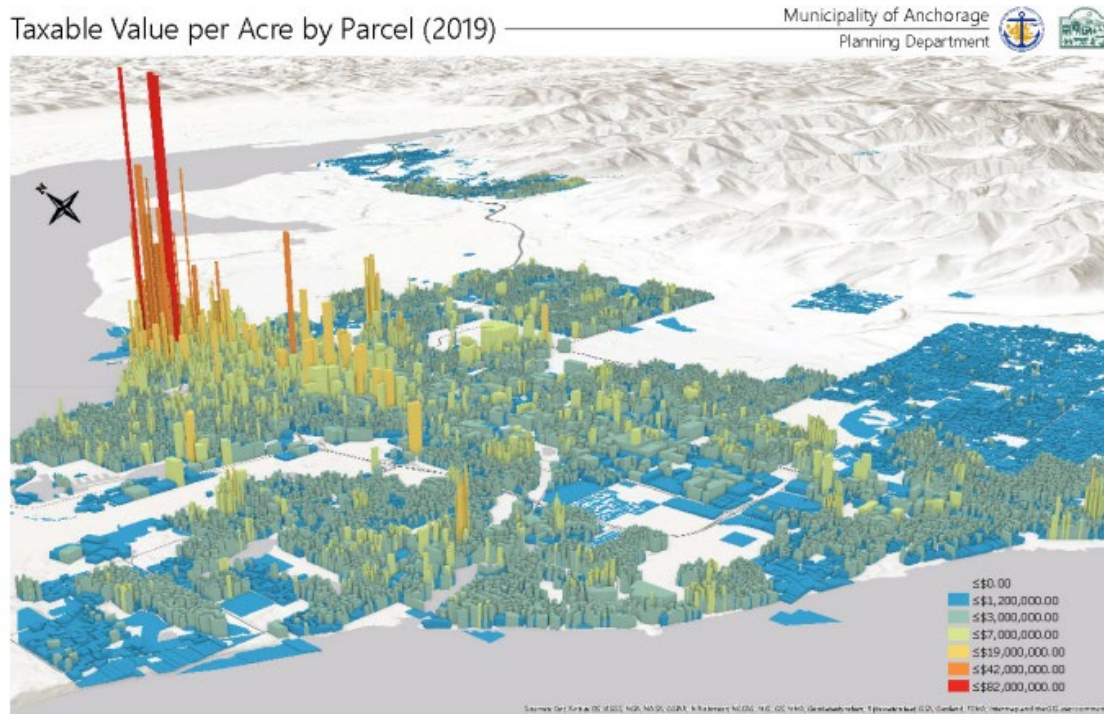 Taxable Value per Acre by Parcel (2019)
Municipality of Anchorage
Planning Department
N
≤$0.00
≤$1,200,000.00
≤$3,000,000.00
≤$7,000,000.00
≤$19,000,000.00
≤$42,000,000.00
≤$82,000,000.00